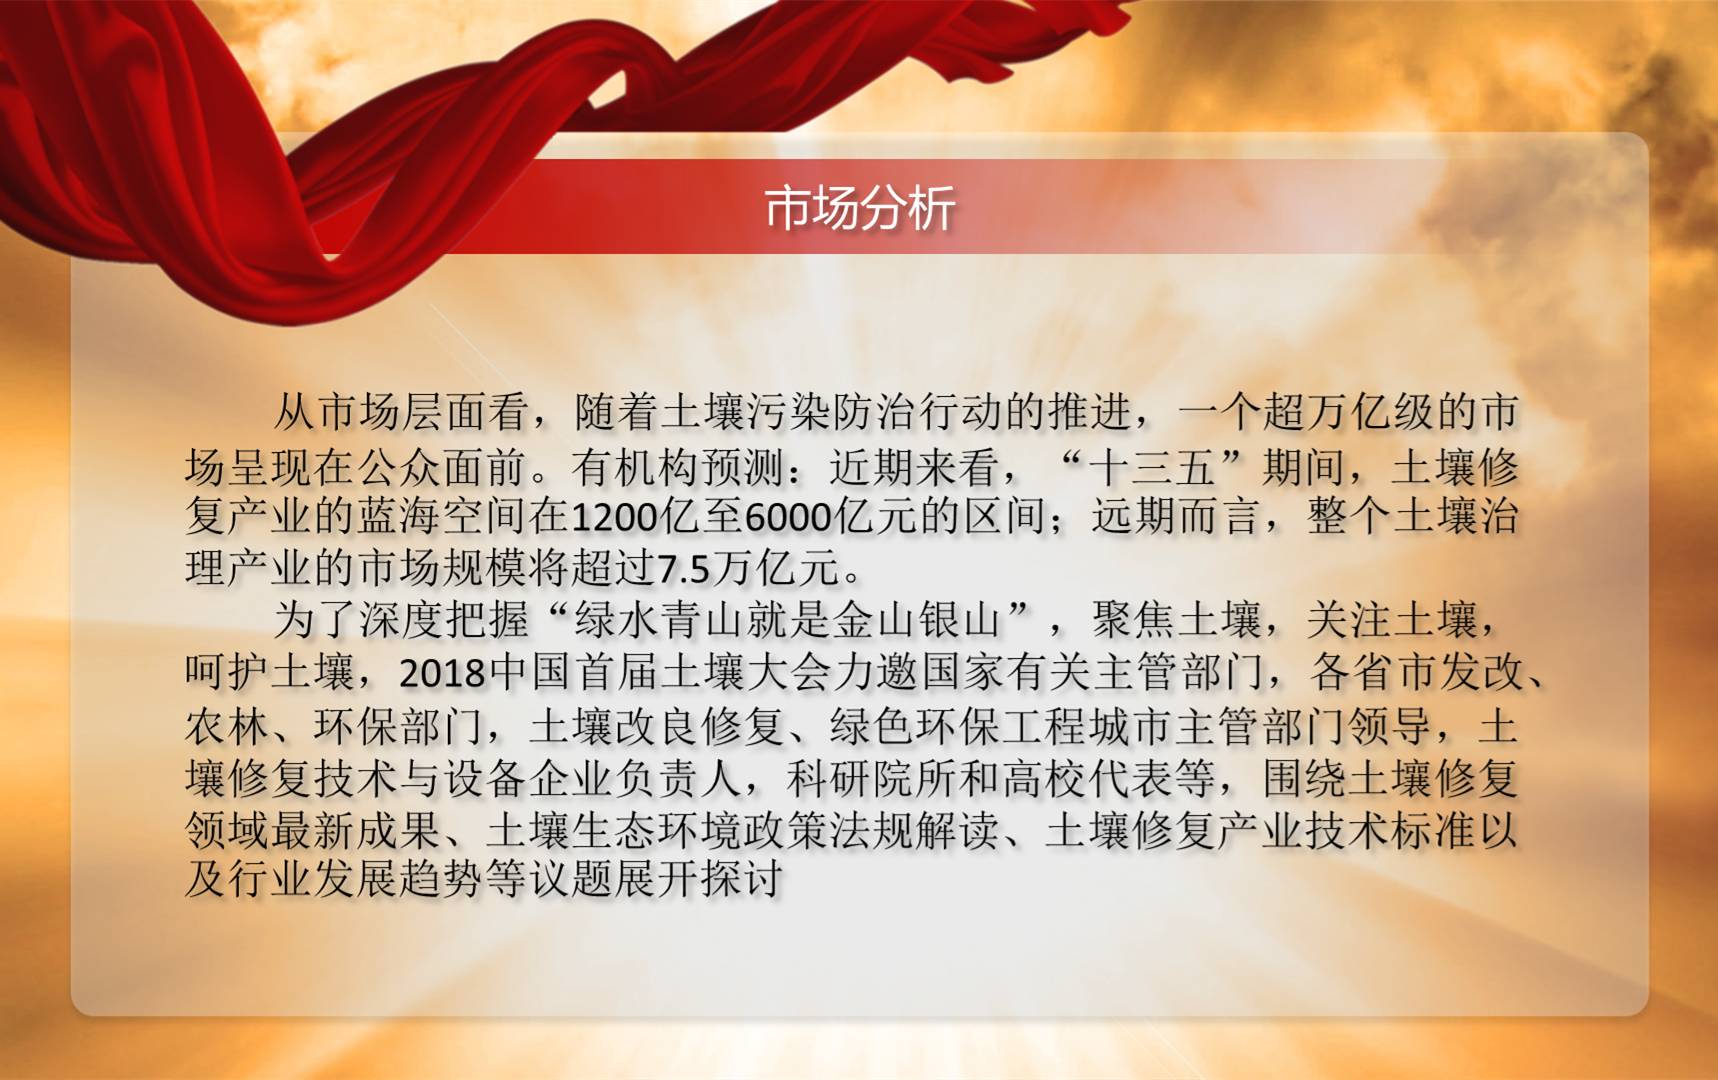 市场分析
从市场层面看，随着土壤污染防治行动的推进，一个超万亿级的市
场呈现在公众面前。有机构预测：近期来看，“十三五”期间，土壤修
复产业的蓝海空间在1200亿至6000亿元的区间；远期而言，整个土壤治
理产业的市场规模将超过7.5万亿元。
为了深度把握“绿水青山就是金山银山”，聚焦土壤，关注土壤，
呵护土壤，2018中国首届土壤大会力邀国家有关主管部门，各省市发改、
农林、环保部门，土壤改良修复、绿色环保工程城市主管部门领导，土
壤修复技术与设备企业负责人，科研院所和高校代表等，围绕土壤修复
领域最新成果、土壤生态环境政策法规解读、土壤修复产业技术标准以
及行业发展趋势等议题展开探讨